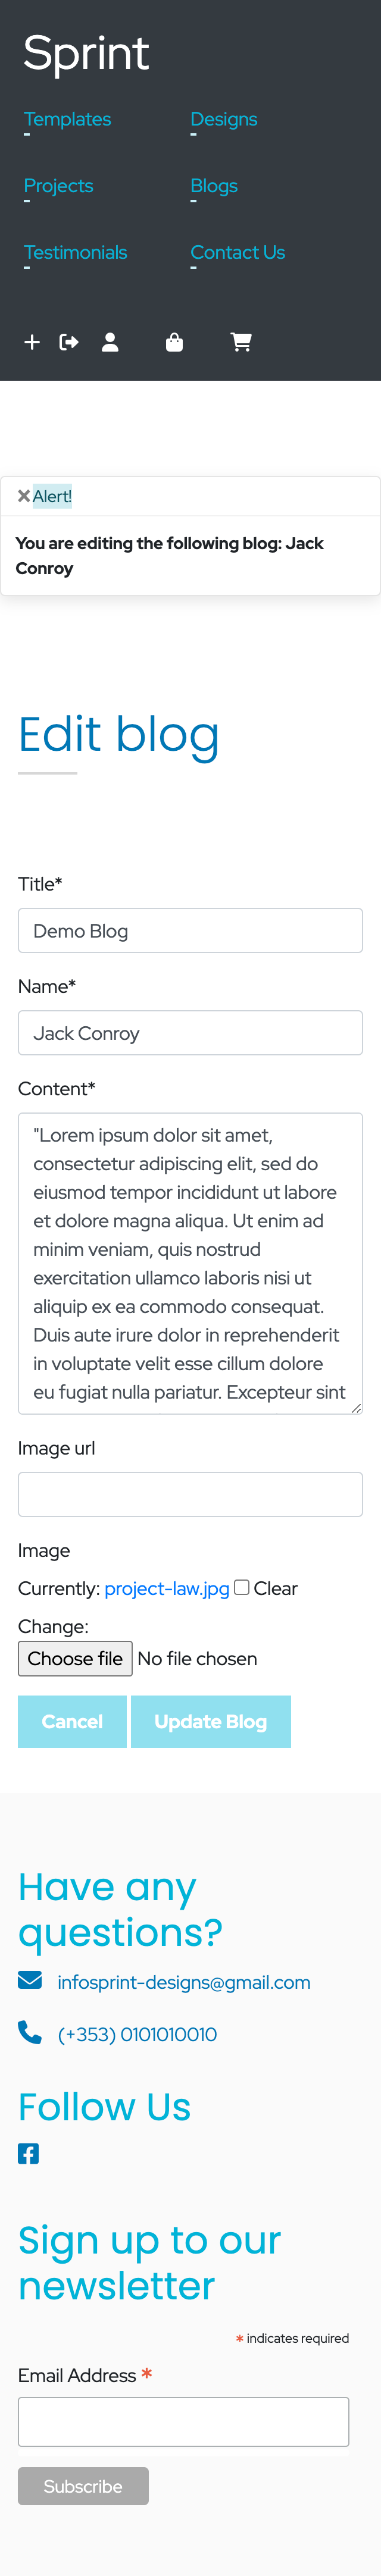 Sprint
Templates
Designs
Projects
Blogs
Testimonials
Contact Us
Alert!
You are editing the following blog: Jack
Conroy
Edit blog
Title*
Demo Blog
Name*
Jack Conroy
Content*
"Lorem ipsum dolor sit amet,
consectetur adipiscing elit, sed do
eiusmod tempor incididunt ut labore
et dolore magna aliqua. Ut enim ad
minim veniam, quis nostrud
exercitation ullamco laboris nisi ut
aliquip ex ea commodo consequat.
Duis aute irure dolor in reprehenderit
in voluptate velit esse cillum dolore
eu fugiat nulla pariatur. Excepteur sint
Image url
Image
Currently: project-law.jpg Clear
Change:
Choose file No file chosen
Cancel
Update Blog
Have any
questions?
infosprint-designs@gmail.com
(+353) 0101010010
Follow Us
Sign up to our
newsletter
* indicates required
Email Address *
Subscribe